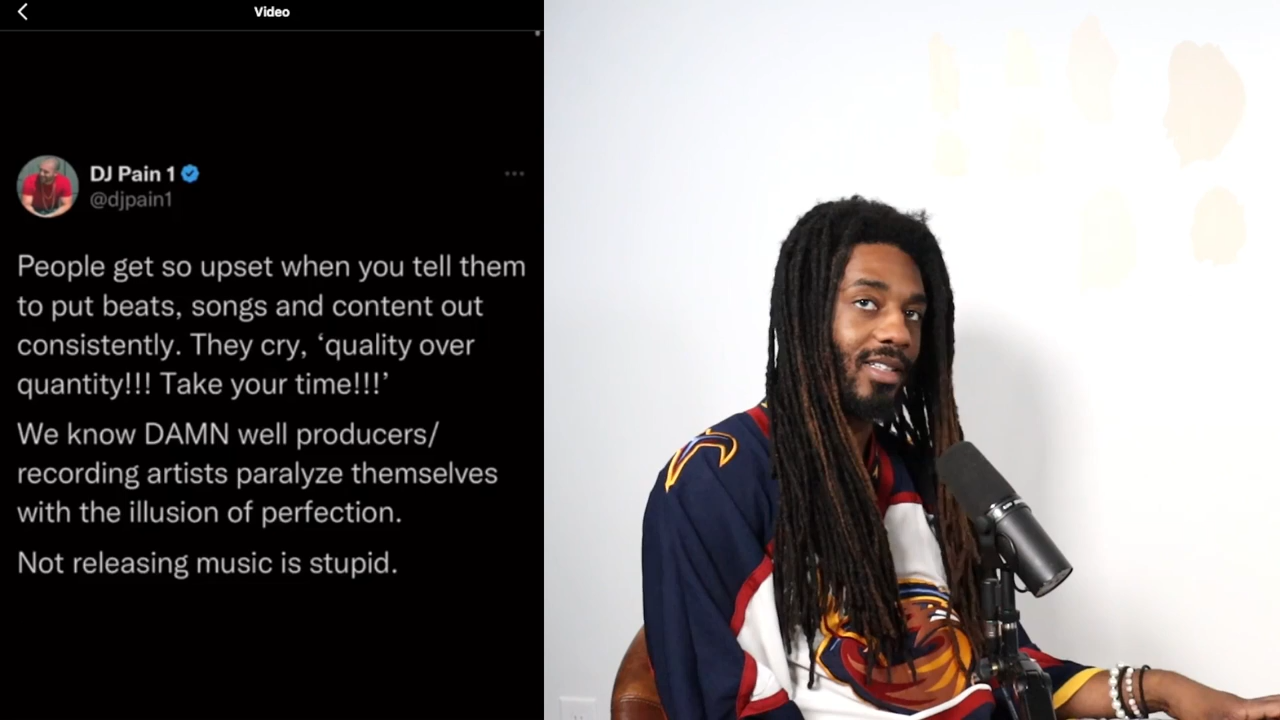 Video
DJ Pain 1
@djpain1
People get so upset when you tell them
to put beats, songs and content out
consistently. They cry, ‘quality over
quantity!!! Take your time!!!’
We know DAMN well producers/
recording artists paralyze themselves
with the illusion of perfection.
Not releasing music is stupid.